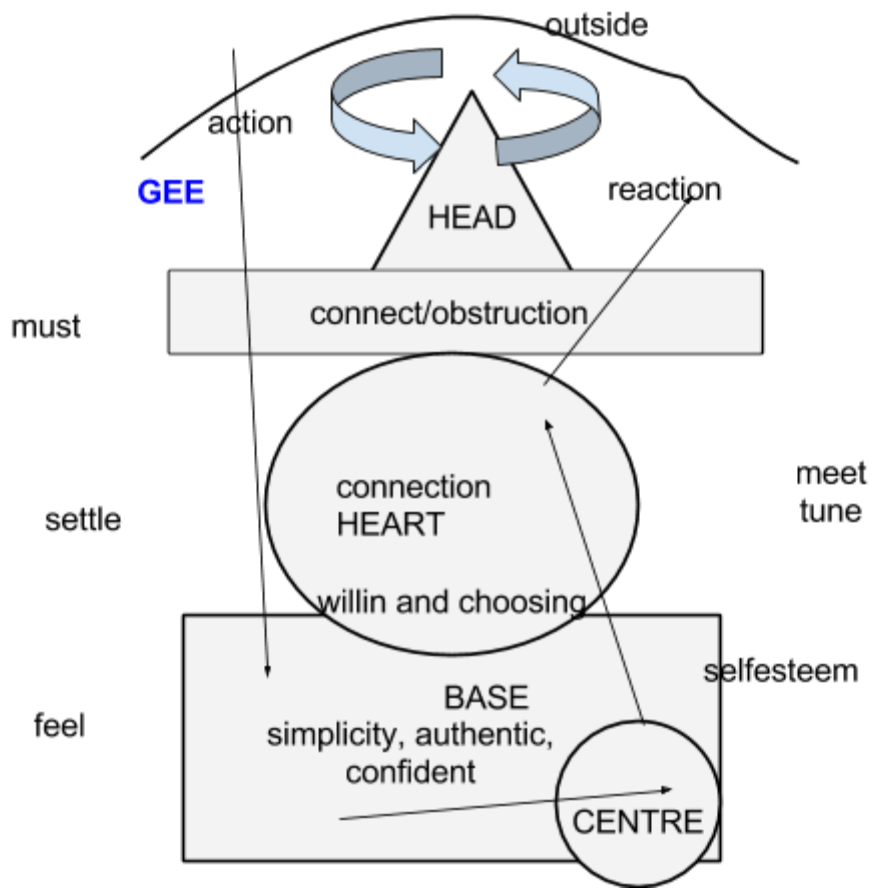 outside
action
GEE
reaction
HEAD
connect/obstruction
must
meet
tune
connection
HEART
settle
willin and choosing
selfesteem
BASE
feel
simplicity, authentic,
confident
CENTRE